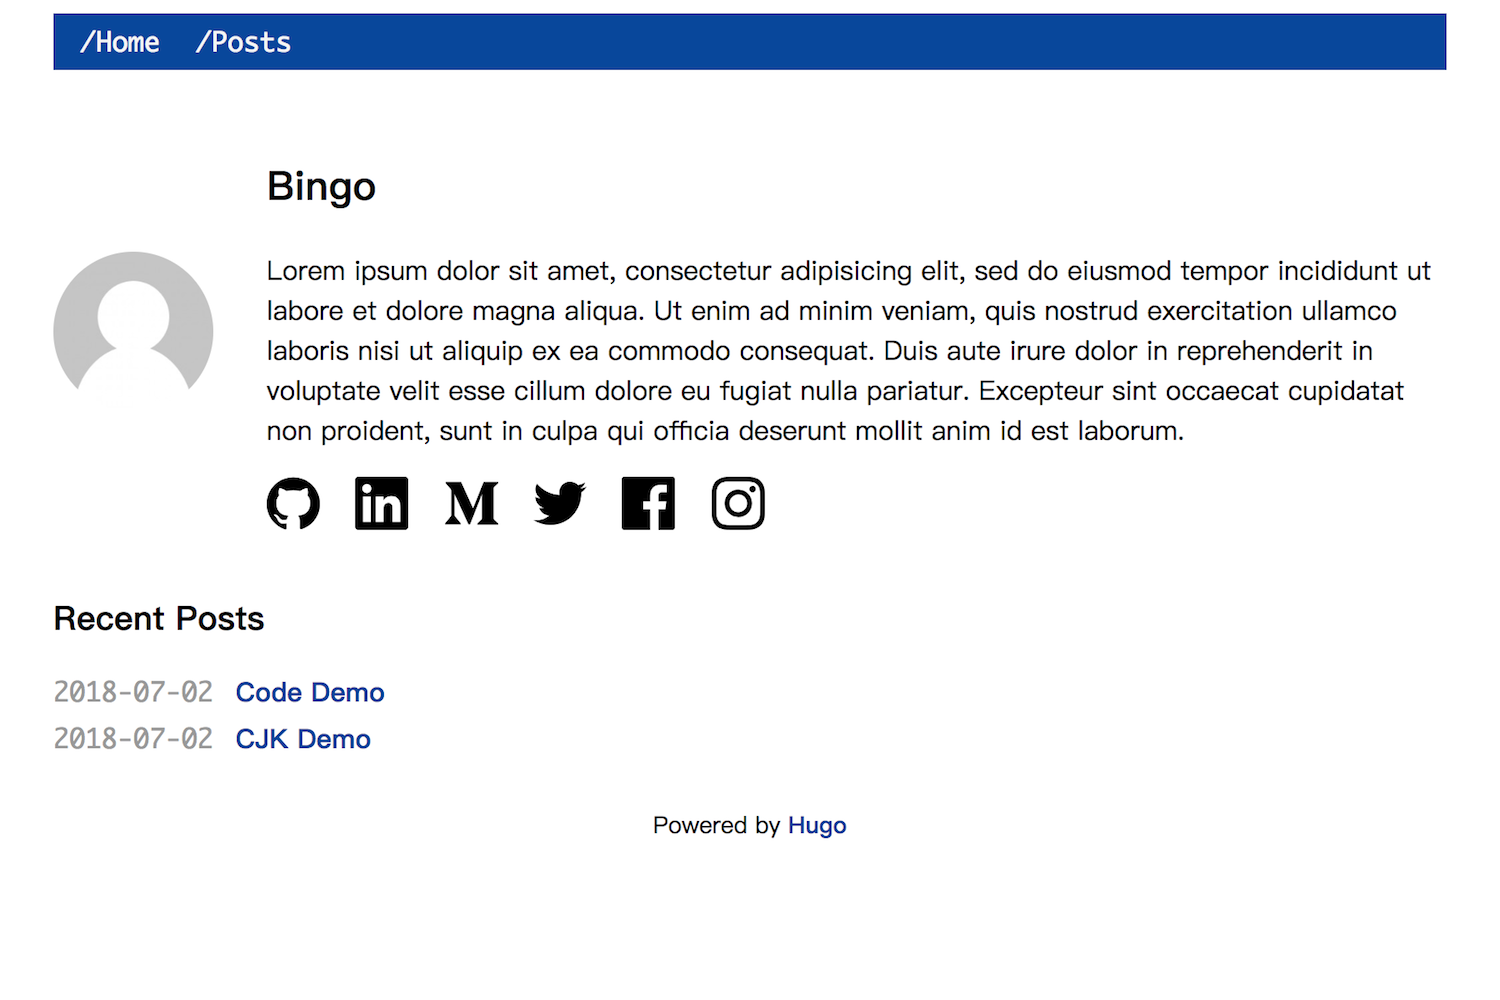 /Home /Posts
Bingo
Lorem ipsum dolor sit amet, consectetur adipisicing elit, sed do eiusmod tempor incididunt ut
labore et dolore magna aliqua. Ut enim ad minim veniam, quis nostrud exercitation ullamco
laboris nisi ut aliquip ex ea commodo consequat. Duis aute irure dolor in reprehenderit in
voluptate velit esse cillum dolore eu fugiat nulla pariatur. Excepteur sint occaecat cupidatat
non proident, sunt in culpa qui officia deserunt mollit anim id est laborum.
Recent Posts
2018-07-02 Code Demo
2018-07-02 CJK Demo
Powered by Hugo